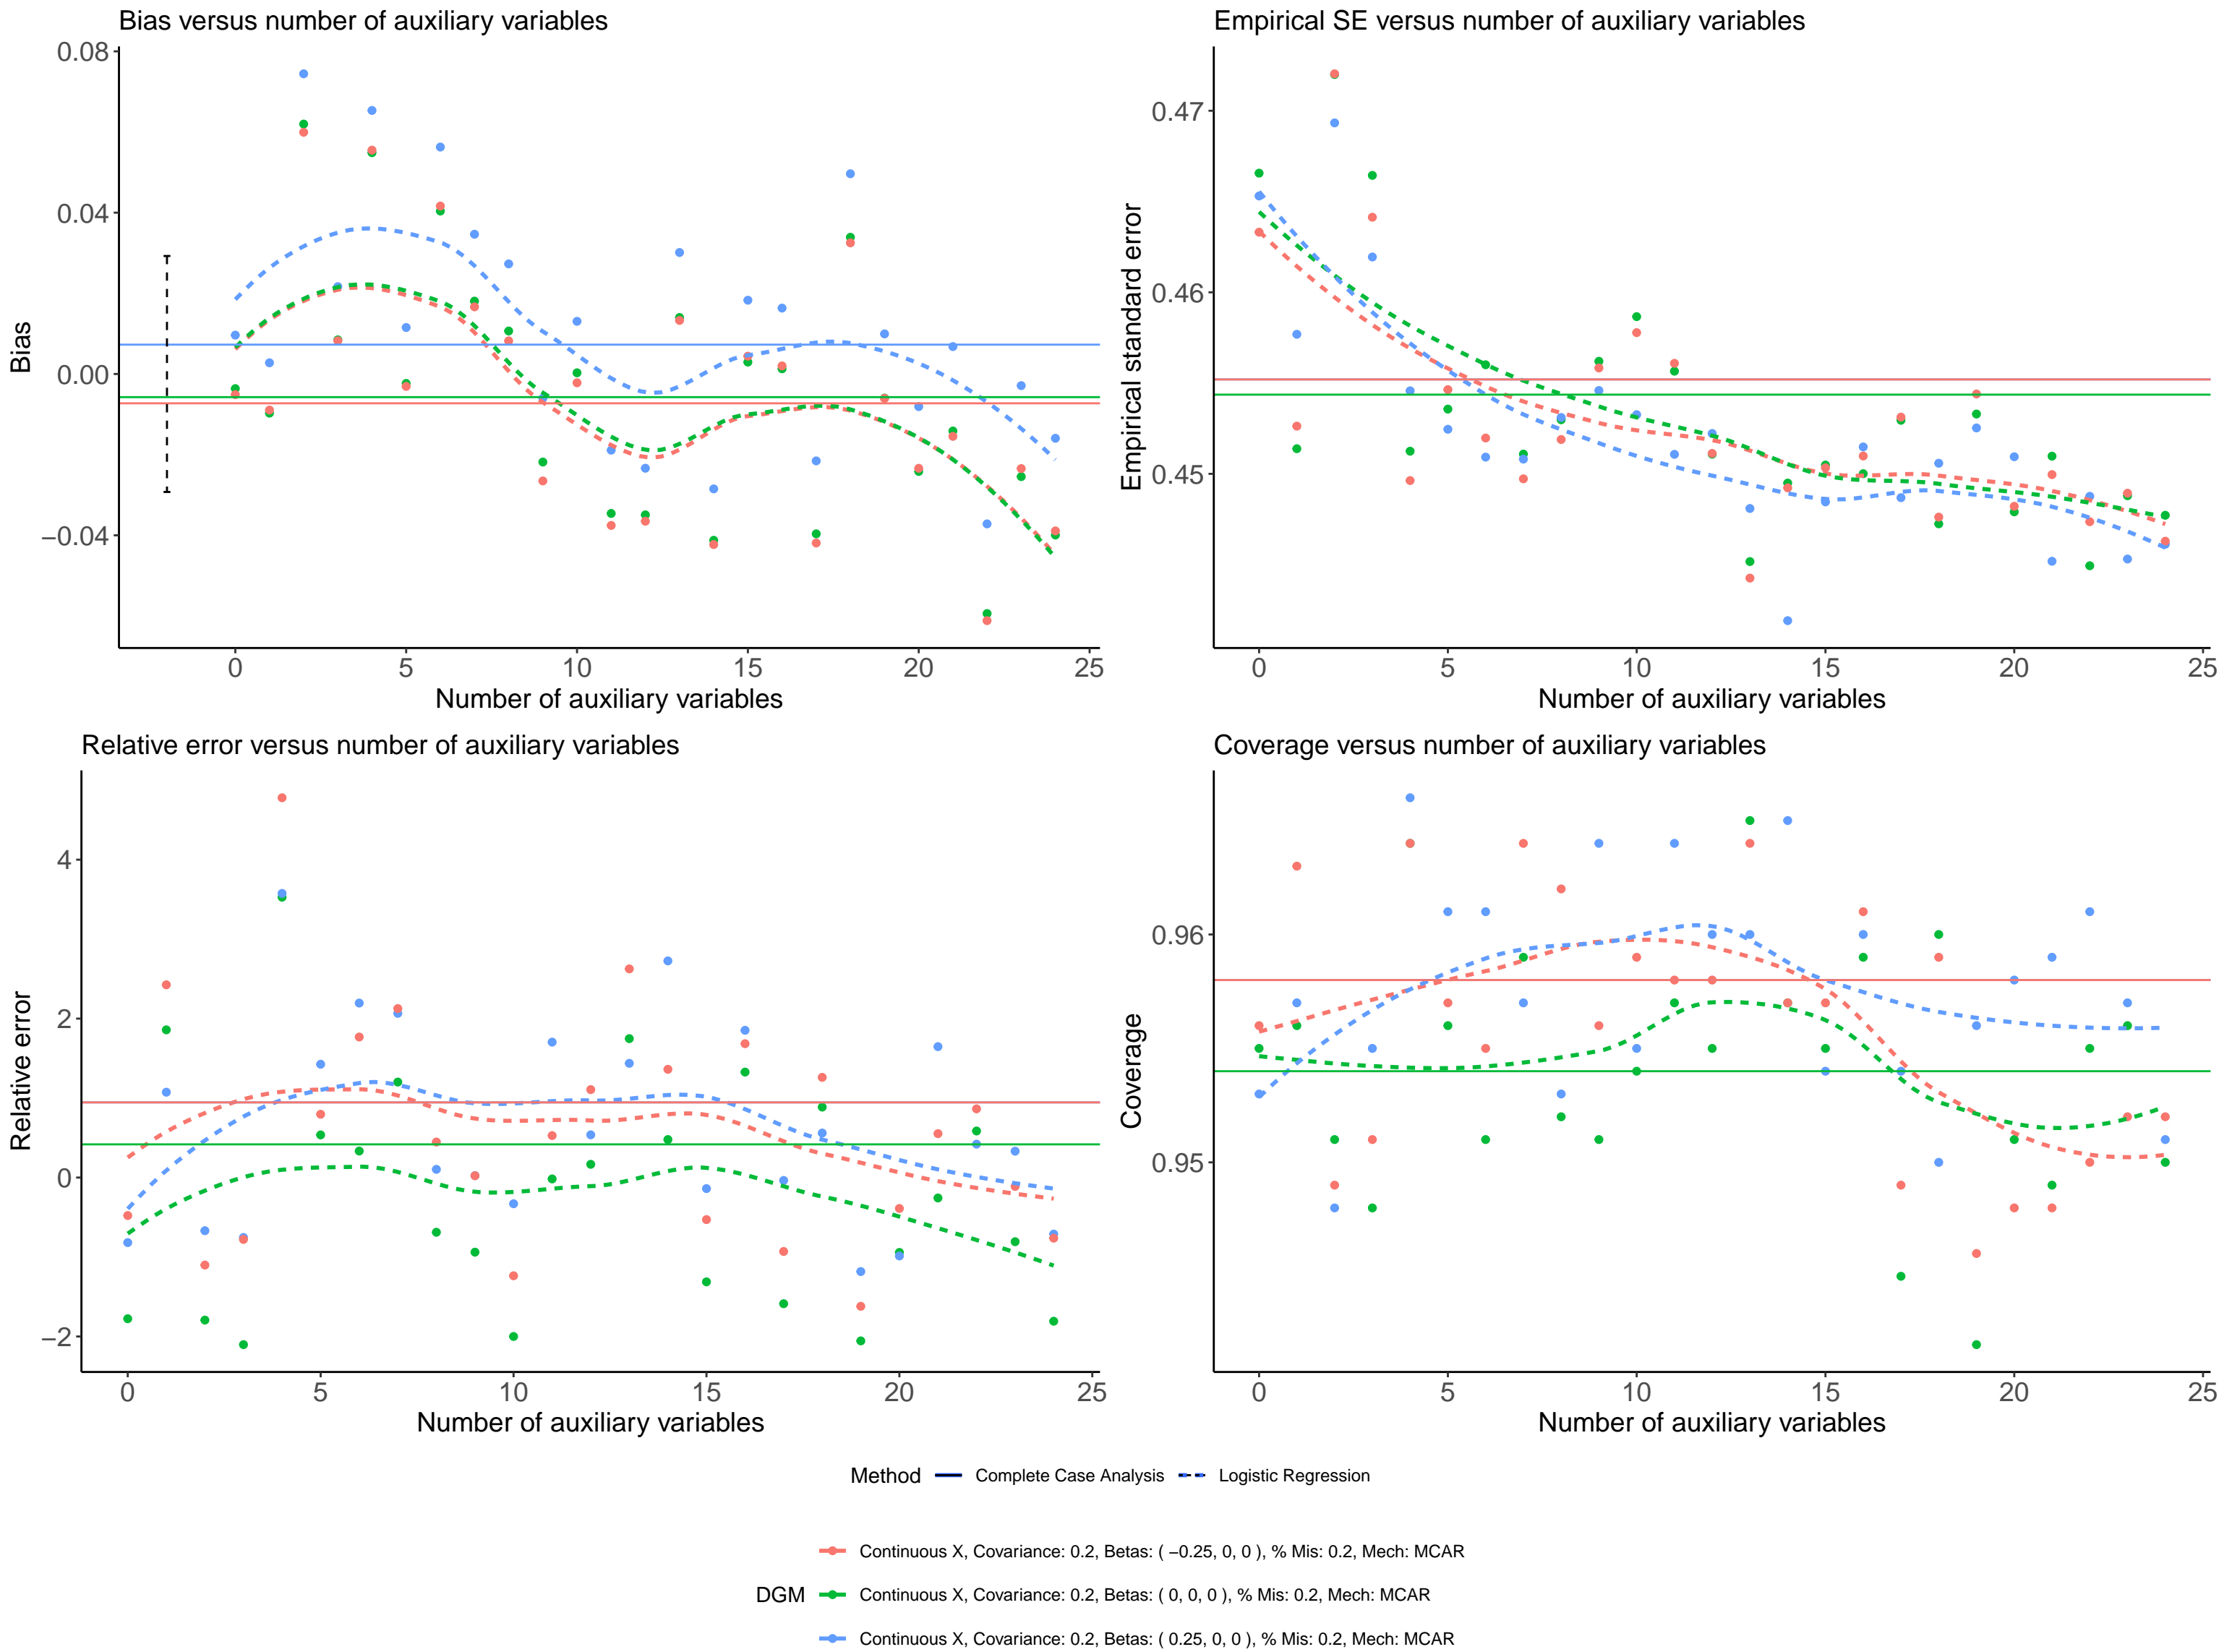 Bias versus number of auxiliary variables
0.08
0.04
0.00
−0.04
Bias
0 5 10 15 20 25
Number of auxiliary variables
Empirical SE versus number of auxiliary variables
0.47
0.46
0.45
Empirical standard error
0 5 10 15 20 25
Number of auxiliary variables
Relative error versus number of auxiliary variables
4
2
0
−2
Relative error
0 5 10 15 20 25
Number of auxiliary variables
Coverage versus number of auxiliary variables
0.96
0.95
Coverage
0 5 10 15 20 25
Number of auxiliary variables
Method Complete Case Analysis Logistic Regression
Continuous X, Covariance: 0.2, Betas: ( −0.25, 0, 0 ), % Mis: 0.2, Mech: MCAR
DGM Continuous X, Covariance: 0.2, Betas: ( 0, 0, 0 ), % Mis: 0.2, Mech: MCAR
Continuous X, Covariance: 0.2, Betas: ( 0.25, 0, 0 ), % Mis: 0.2, Mech: MCAR